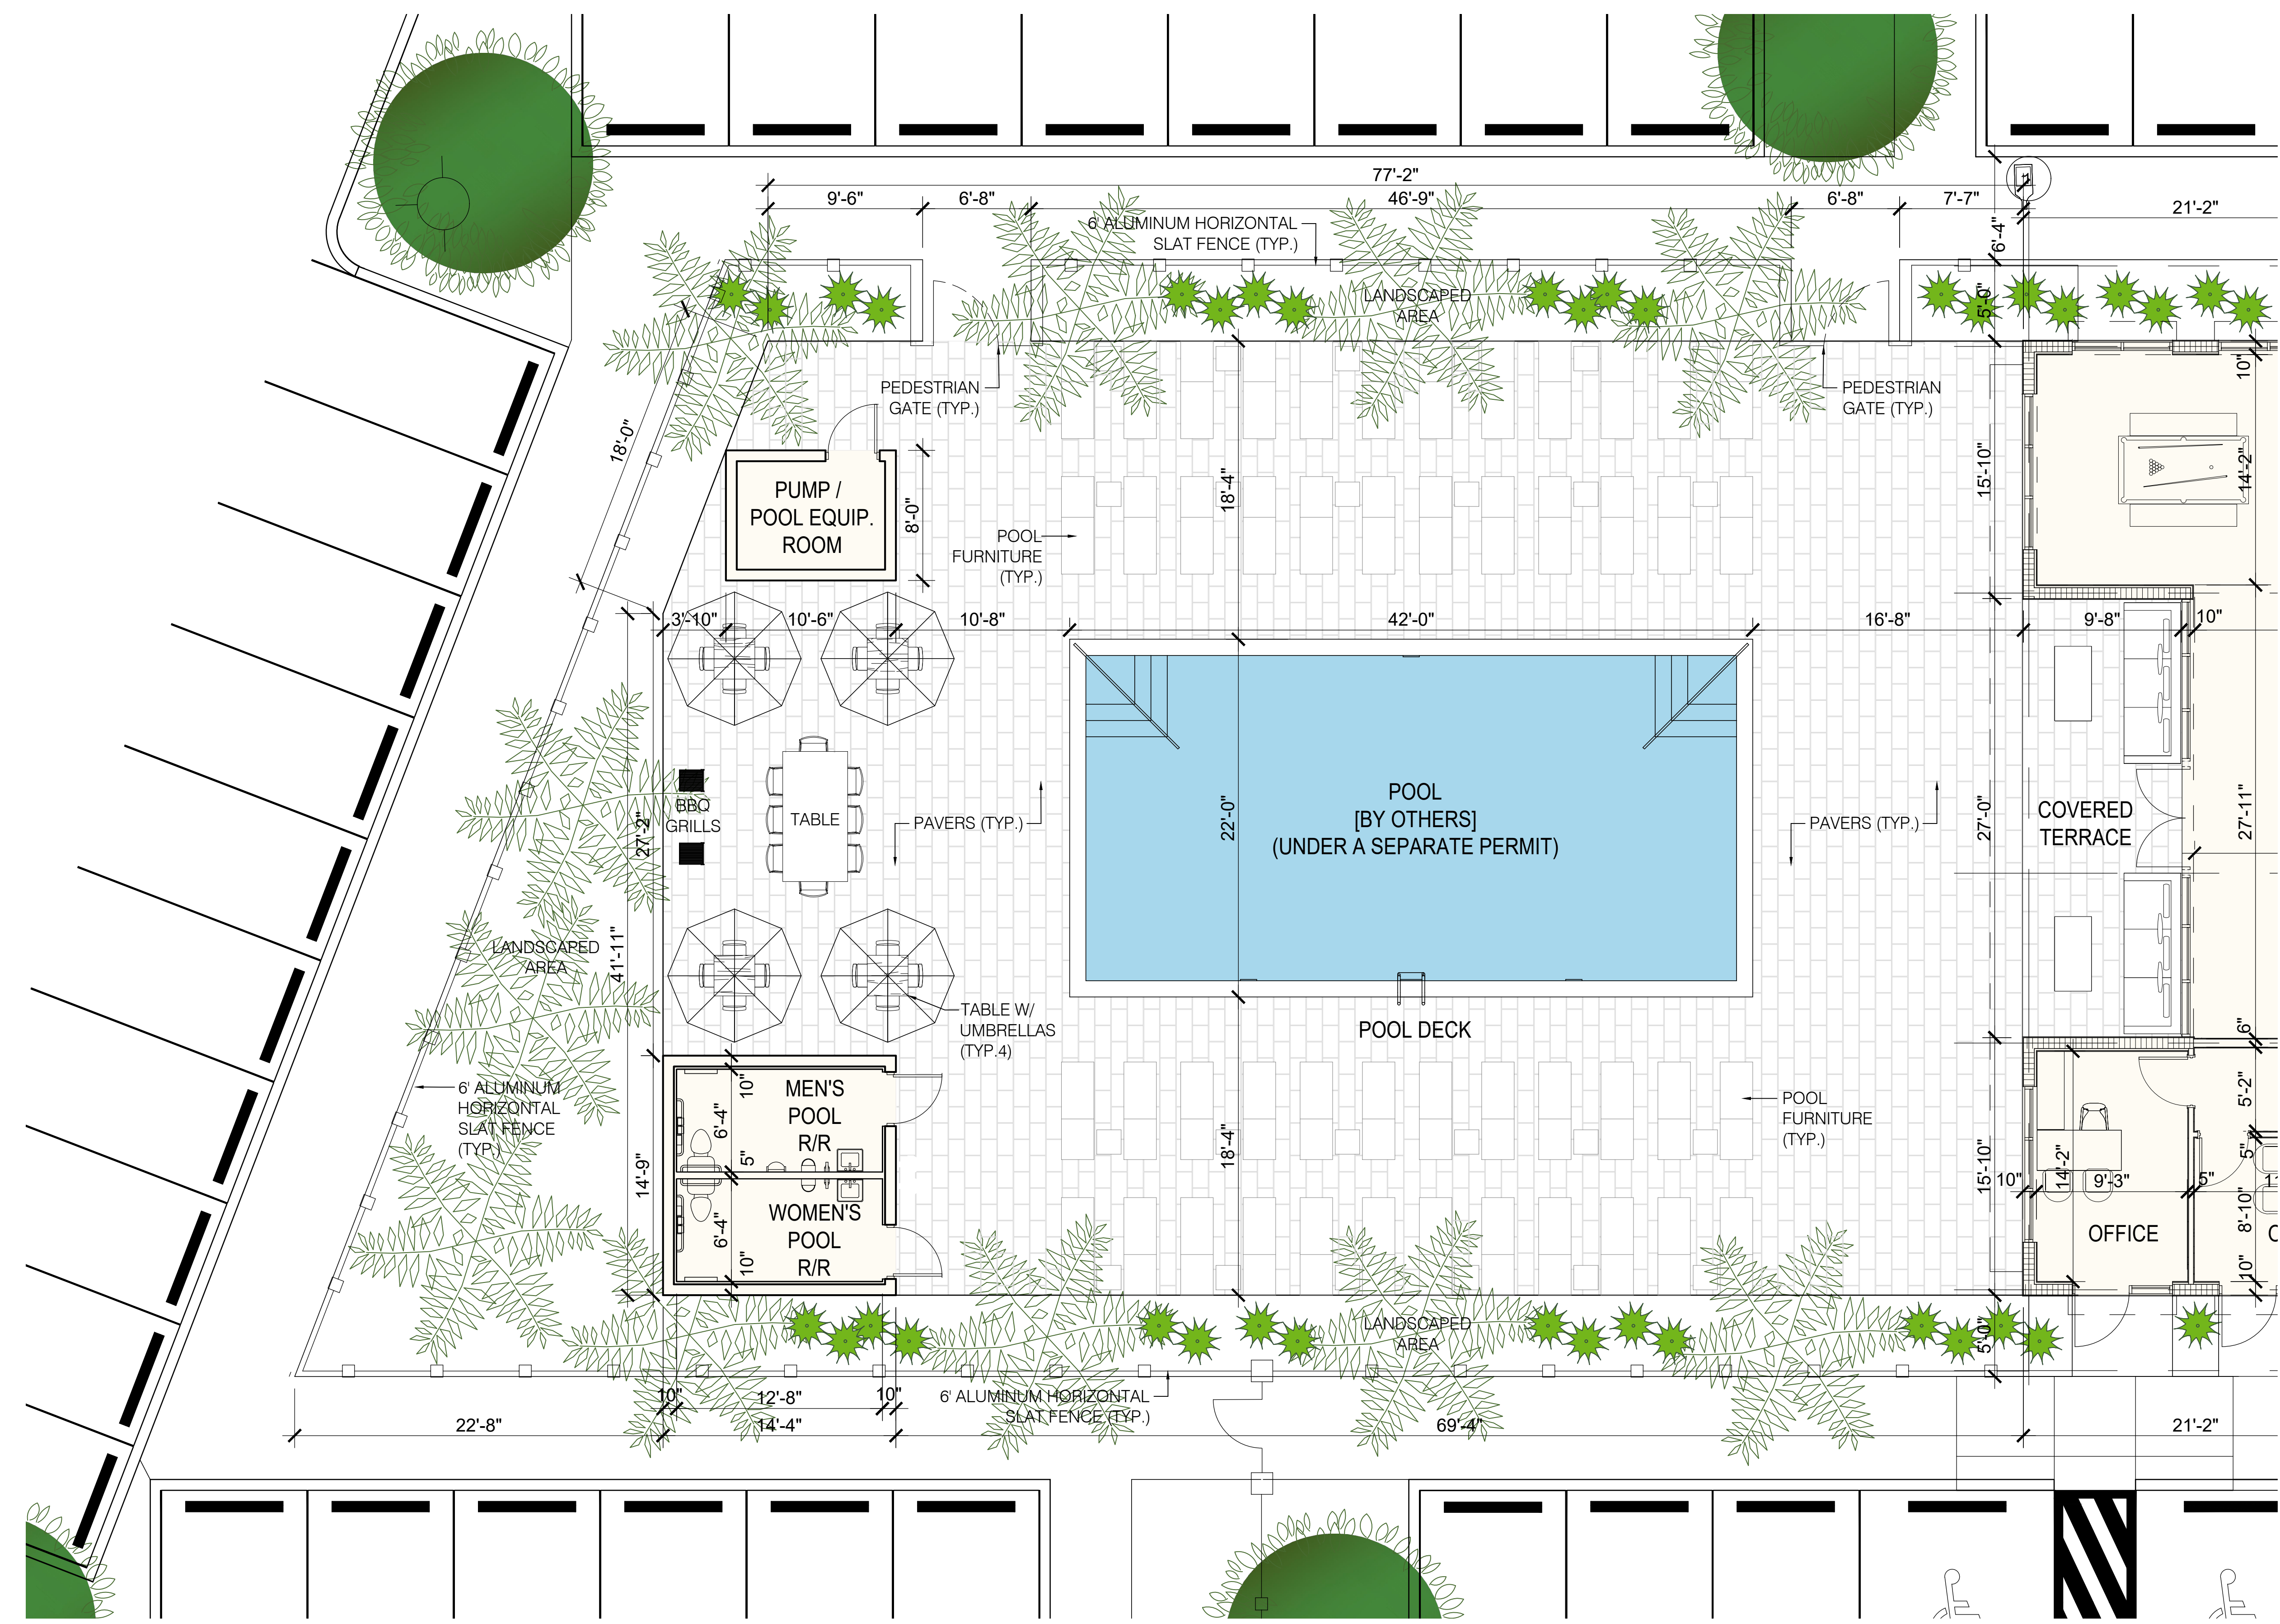 77'-2"
9'-6"
6'-8"
46'-9"
6'-8"
7'-7"
21'-2"
6' ALUMINUM HORIZONTAL
SLAT FENCE (TYP.)
6'-4"
5'-0"
LANDSCAPED
AREA
PEDESTRIAN
GATE (TYP.)
PEDESTRIAN
GATE (TYP.)
10"
18'-0"
PUMP /
POOL EQUIP.
ROOM
8'-0"
18'-4"
15'-10"
14'-2"
POOL
FURNITURE
(TYP.)
3'-10"
10'-6"
10'-8"
42'-0"
16'-8"
9'-8"
10"
BBQ
GRILLS
TABLE
PAVERS (TYP.)
27'-2"
41'-11"
22'-0"
POOL
[BY OTHERS]
(UNDER A SEPARATE PERMIT)
PAVERS (TYP.)
27'-0"
COVERED
TERRACE
27'-11"
LANDSCAPED
AREA
TABLE W/
UMBRELLAS
(TYP.4)
POOL DECK
6"
6' ALUMINUM
HORIZONTAL
SLAT FENCE
(TYP.)
MEN'S
POOL
R/R
10"
6'-4"
5"
14'-9"
18'-4"
POOL
FURNITURE
(TYP.)
15'-10"
10"
14'-2"
9'-3"
5"
5'-2"
5"
8'-10"
10"
WOMEN'S
POOL
R/R
6'-4"
10"
OFFICE
LANDSCAPED
AREA
5'-0"
10"
12'-8"
10"
6' ALUMINUM HORIZONTAL
SLAT FENCE (TYP.)
22'-8"
14'-4"
69'-4"
21'-2"